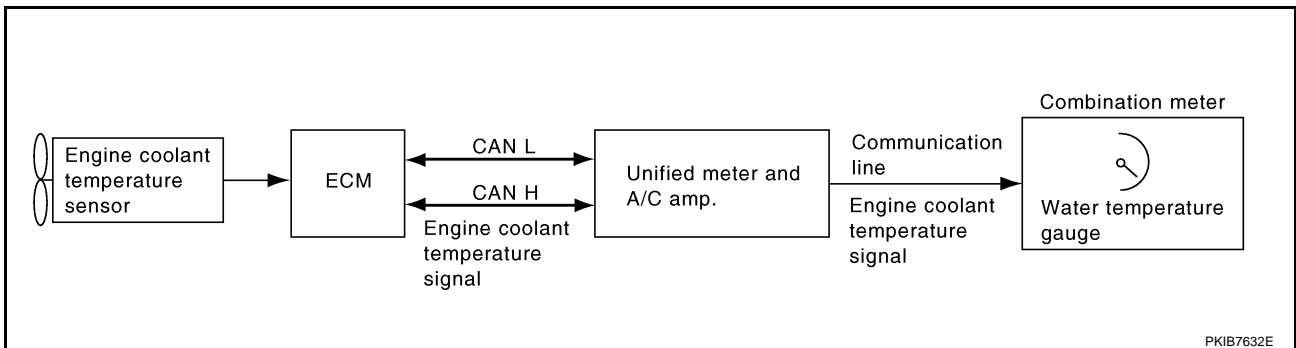 Engine coolant
temperature
sensor
ECM
CAN L
CAN H
Engine coolant
temperature
signal
Unified meter and
A/C amp.
Communication
line
Engine coolant
temperature
signal
Combination meter
Water temperature
gauge
PKIB7632E